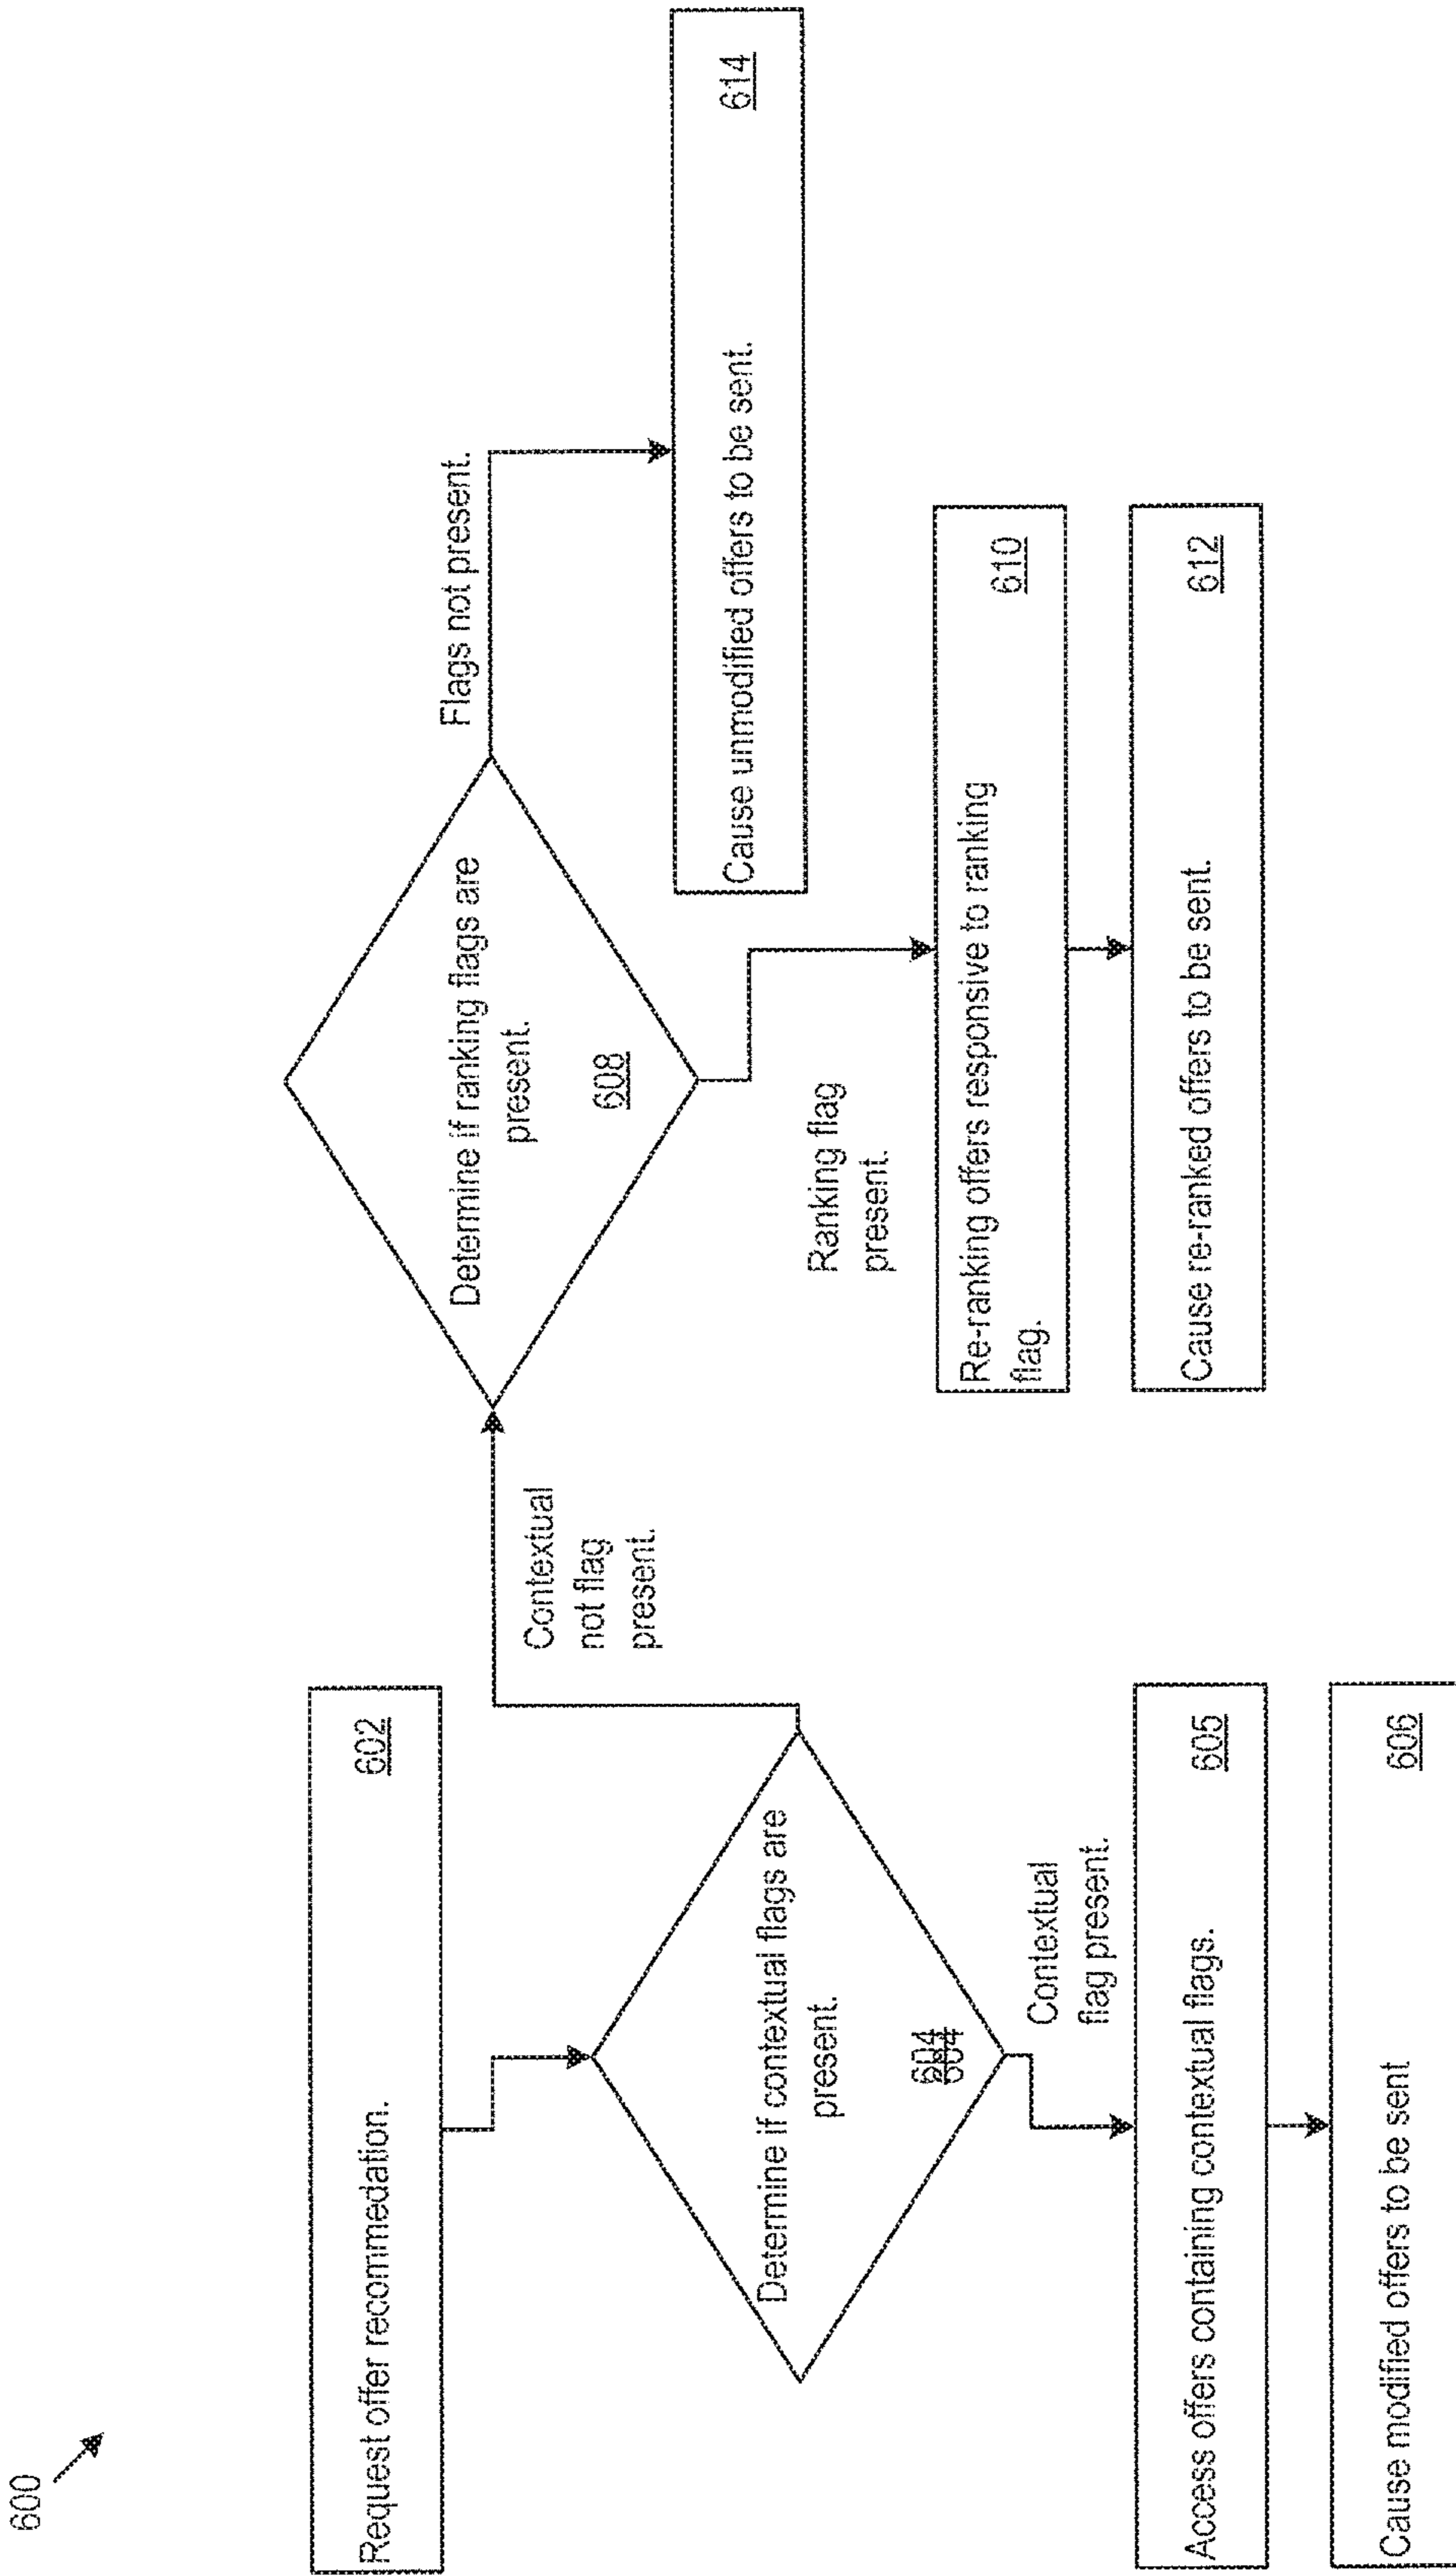 600
Request offer recommedation.
602
Determine if contextual flags are
present.
604
604
Contextual
flag present.
Access offers containing contextual flags.
605
Cause modified offers to be sent
606
Contextual
not flag
present.
Determine if ranking flags are
present.
608
Flags not present.
Cause unmodified offers to be sent.
614
Ranking flag
present.
Re-ranking offers responsive to ranking
flag.
610
Cause re-ranked offers to be sent.
612